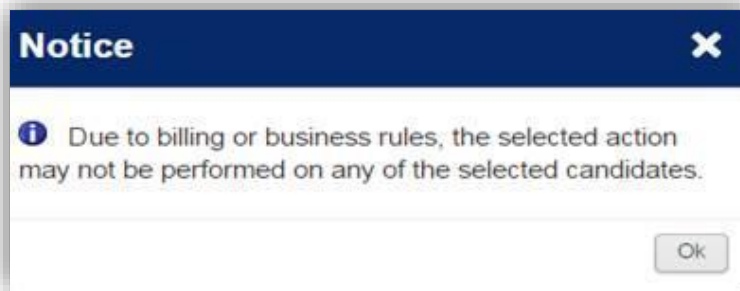 Notice
Due to billing or business rules, the selected action
may not be performed on any of the selected candidates.
Ok